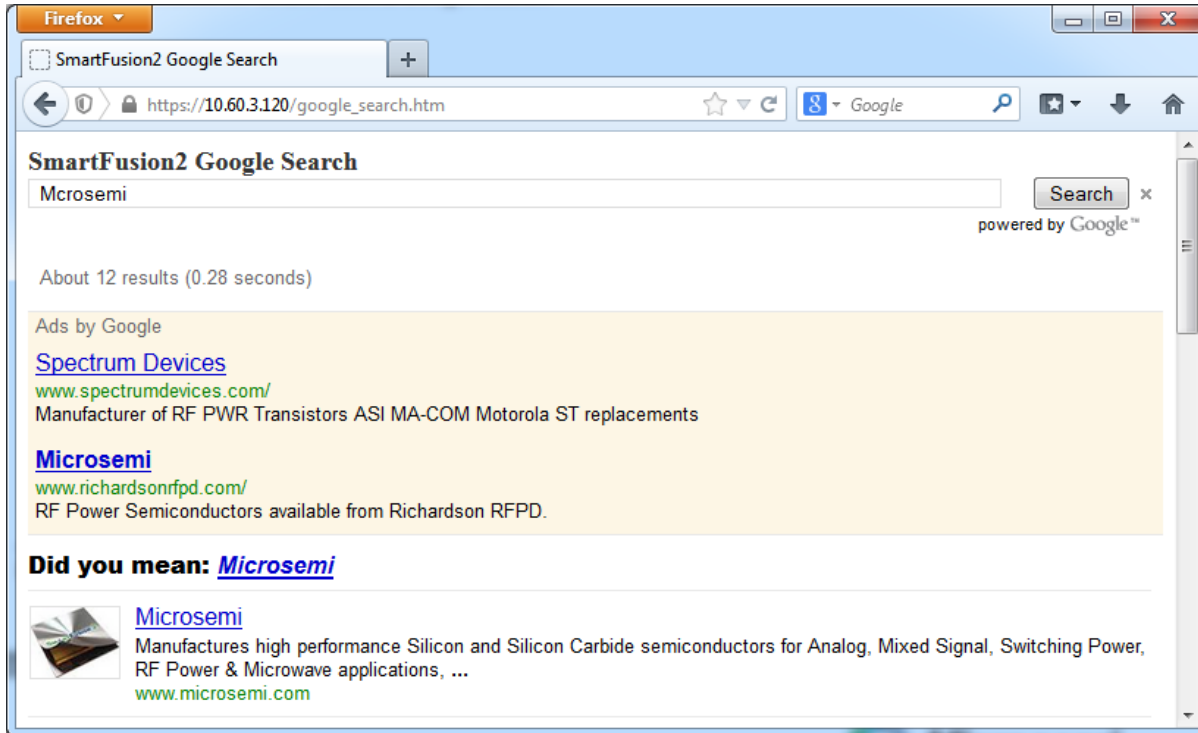 Firefox
SmartFusion2 Google Search
https://10.60.3.120/google_search.htm
8 Google
SmartFusion2 Google Search
Mcrosemi
Search
powered by Google™
About 12 results (0.28 seconds)
Ads by Google
Spectrum Devices
www.spectrumdevices.com/
Manufacturer of RF PWR Transistors ASI MA-COM Motorola ST replacements
Microsemi
www.richardsonrfpd.com/
RF Power Semiconductors available from Richardson RFPD.
Did you mean: Microsemi
Microsemi
Manufactures high performance Silicon and Silicon Carbide semiconductors for Analog, Mixed Signal, Switching Power,
RF Power & Microwave applications, ...
www.microsemi.com